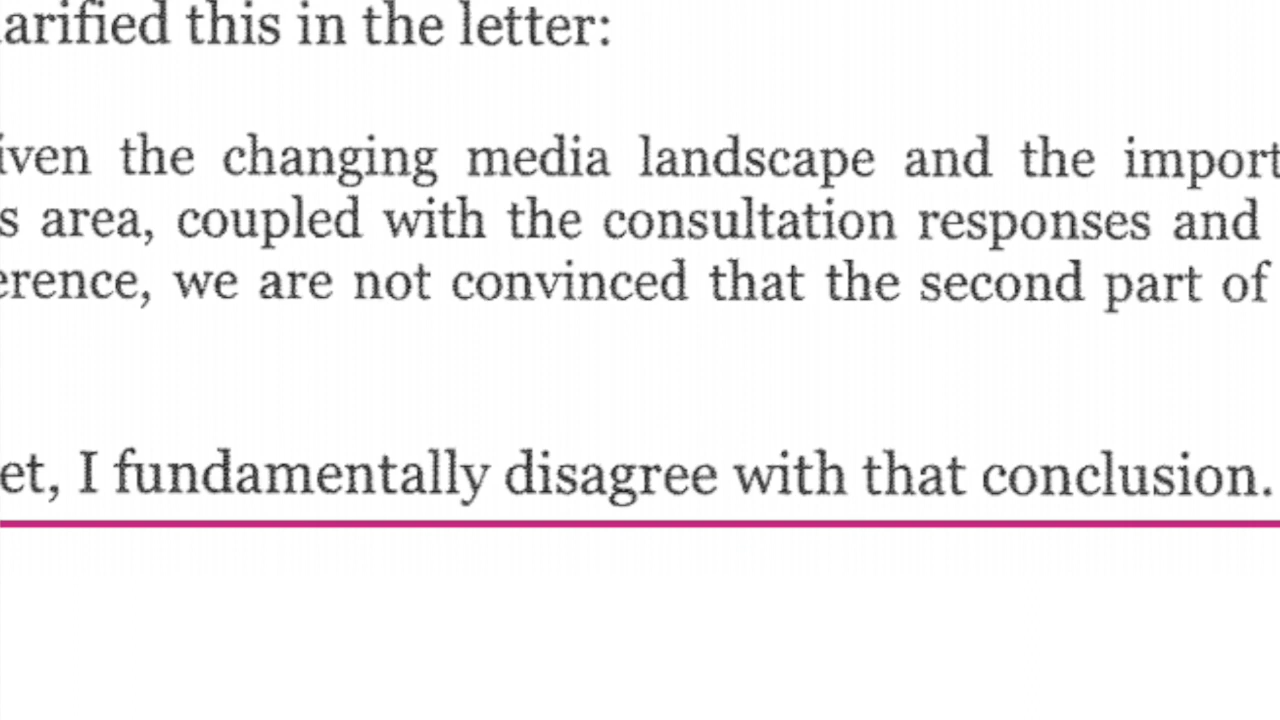 arified this in the letter:
iven the changing media landscape and the import
s area, coupled with the consultation responses and
erence, we are not convinced that the second part of
et, I fundamentally disagree with that conclusion.